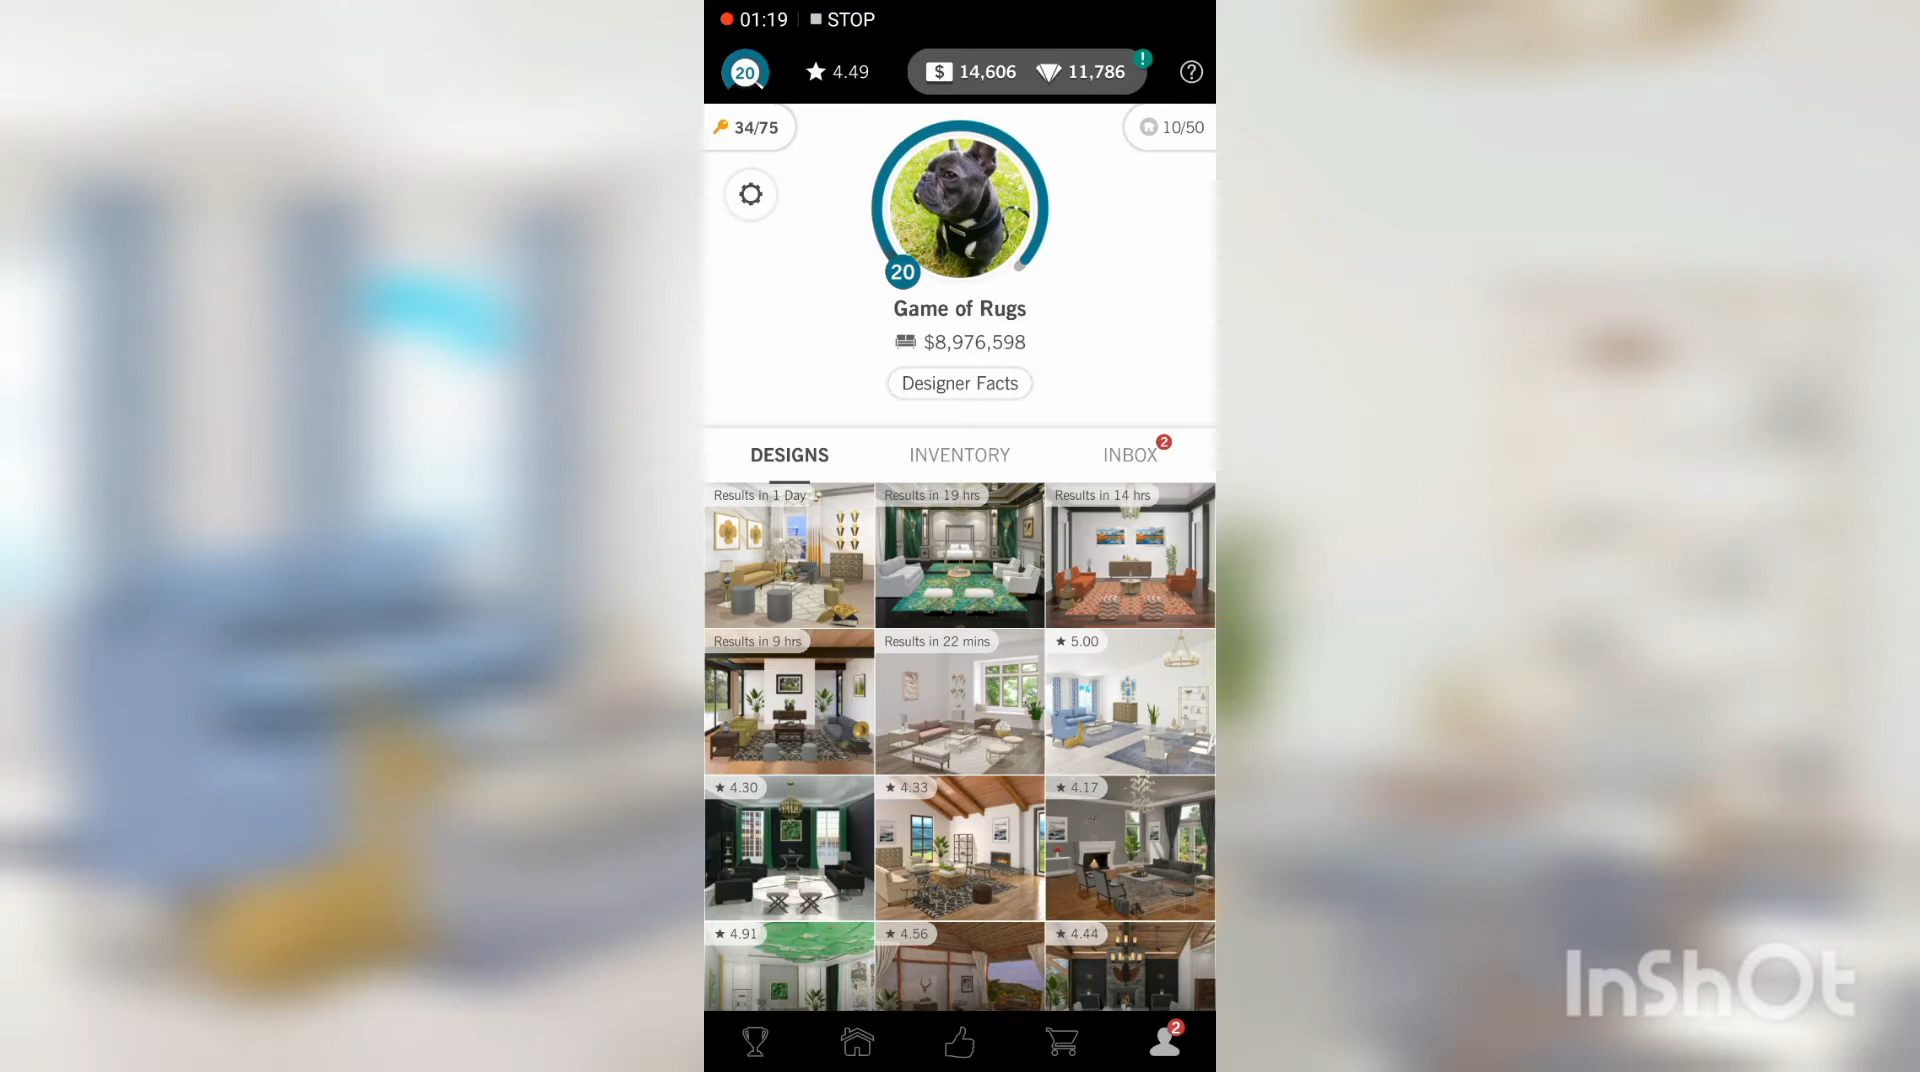 01:19 STOP
20 4.49 $ 14,606 11,786 ! ?
34/75 10/50
20
Game of Rugs
$8,976,598
Designer Facts
DESIGNS INVENTORY INBOX 2
Results in 1 Day Results in 19 hrs Results in 14 hrs
Results in 9 hrs Results in 22 mins ★ 5.00
★ 4.30 ★ 4.33 ★ 4.17
★ 4.91 ★ 4.56 ★ 4.44
InShOt
2